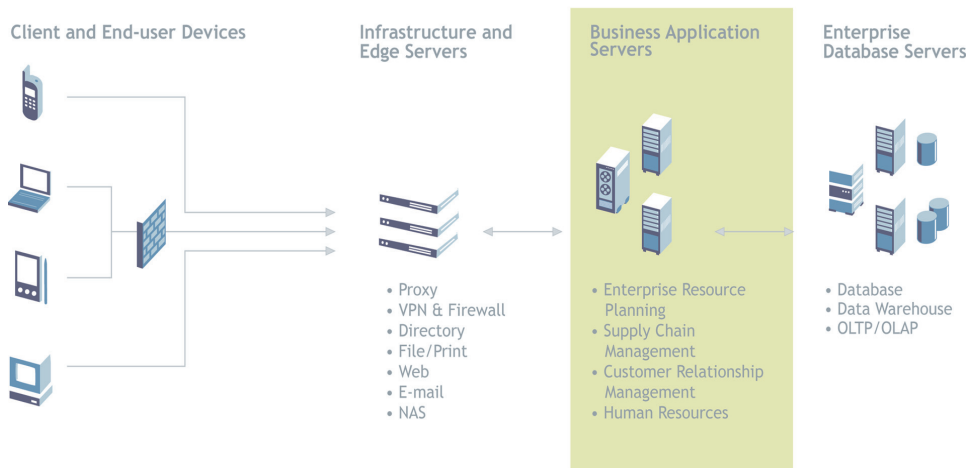 Client and End-user Devices
Infrastructure and
Edge Servers
Business Application
Servers
Enterprise
Database Servers
• Proxy
• VPN & Firewall
• Directory
• File/Print
• Web
• E-mail
• NAS
• Enterprise Resource
Planning
• Supply Chain
Management
• Customer Relationship
Management
• Human Resources
• Database
• Data Warehouse
• OLTP/OLAP